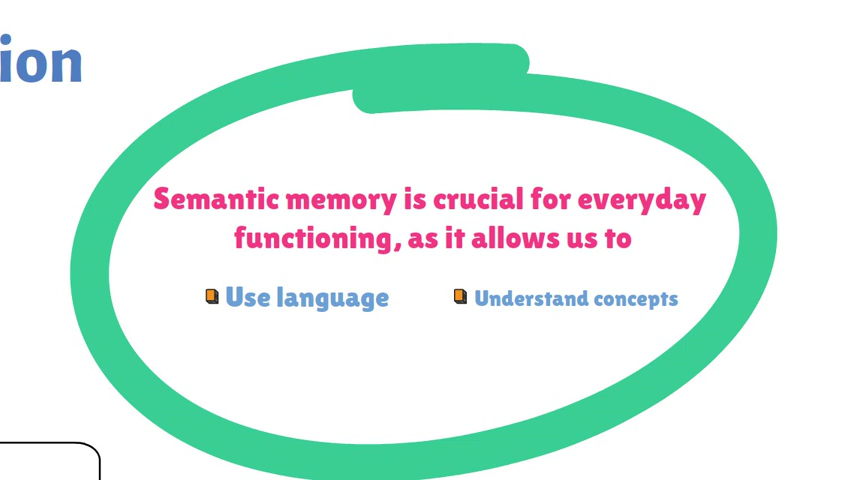 ion
Semantic memory is crucial for everyday
functioning, as it allows us to
Use language
Understand concepts